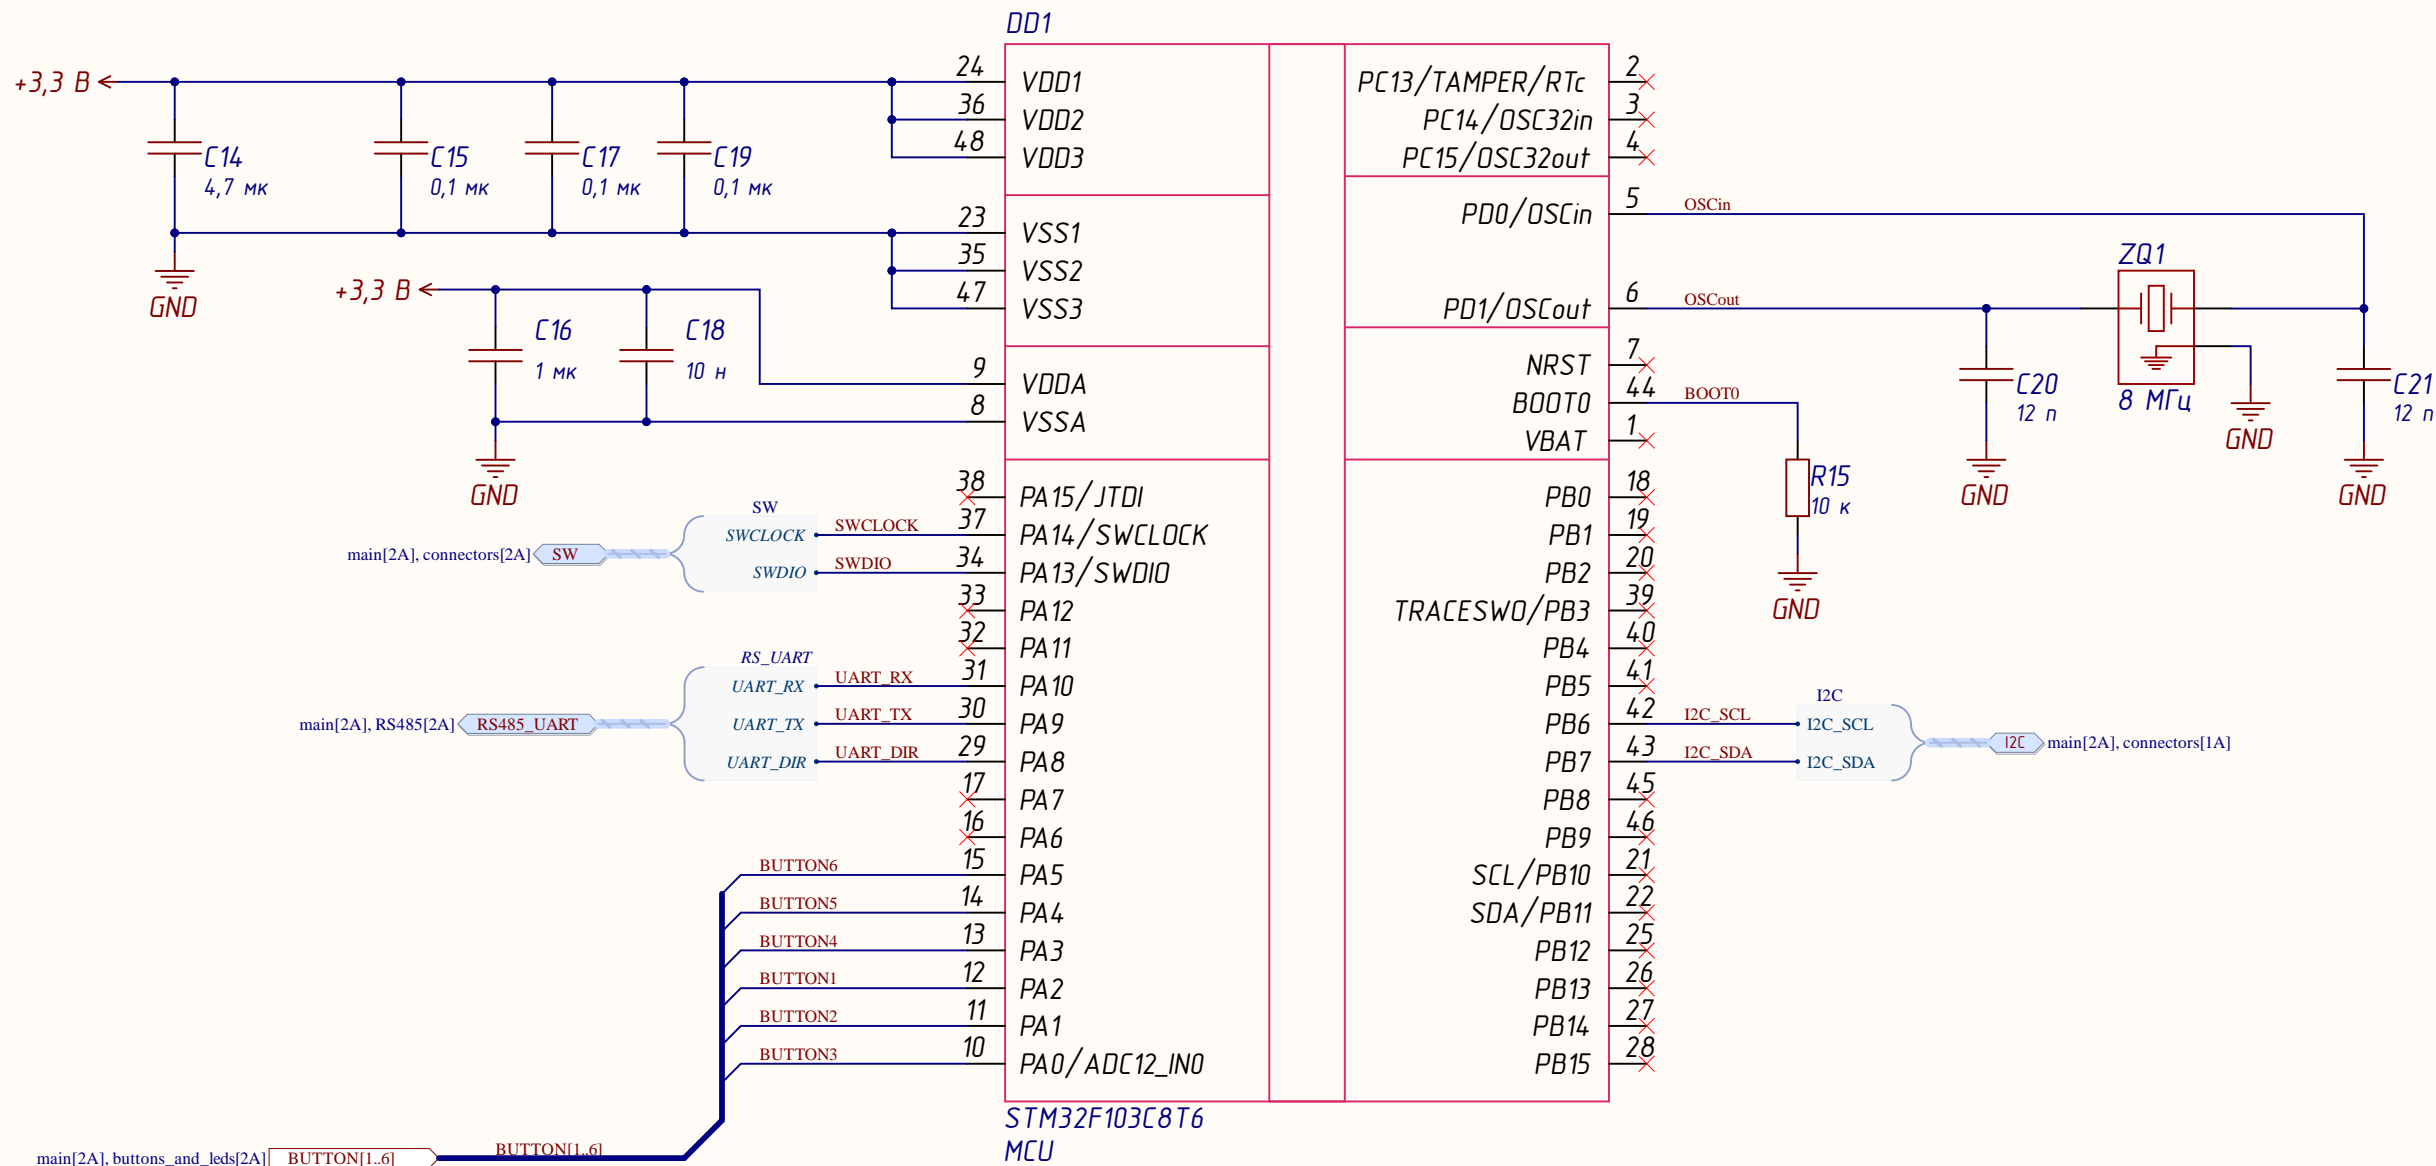 DD1
+3,3 В
C14
4,7 мк
C15
0,1 мк
C17
0,1 мк
C19
0,1 мк
GND
+3,3 В
C16
1 мк
C18
10 н
GND
24 VDD1
36 VDD2
48 VDD3
23 VSS1
35 VSS2
47 VSS3
9 VDDA
8 VSSA
38 PA15/JTDI
SWCLOCK 37 PA14/SWCLOCK
SWDIO 34 PA13/SWDIO
33 PA12
32 PA11
UART_RX 31 PA10
UART_TX 30 PA9
UART_DIR 29 PA8
17 PA7
16 PA6
BUTTON6 15 PA5
BUTTON5 14 PA4
BUTTON4 13 PA3
BUTTON1 12 PA2
BUTTON2 11 PA1
BUTTON3 10 PA0/ADC12_IN0
SW
SWCLOCK
SWDIO
main[2A], connectors[2A] SW
RS_UART
UART_RX
UART_TX
UART_DIR
main[2A], RS485[2A] RS485_UART
main[2A], buttons_and_leds[2A] BUTTON[1..6] BUTTON[1..6]
PC13/TAMPER/RTc 2
PC14/OSC32in 3
PC15/OSC32out 4
PD0/OSCin 5 OSCin
PD1/OSCout 6 OSCout
NRST 7
BOOT0 44 BOOT0
VBAT 1
PB0 18
PB1 19
PB2 20
TRACESWO/PB3 39
PB4 40
PB5 41
PB6 42 I2C_SCL
PB7 43 I2C_SDA
PB8 45
PB9 46
SCL/PB10 21
SDA/PB11 22
PB12 25
PB13 26
PB14 27
PB15 28
ZQ1
8 МГц
GND
C20
12 п
GND
C21
12 п
GND
R15
10 к
GND
I2C
I2C_SCL
I2C_SDA
I2C main[2A], connectors[1A]
STM32F103C8T6
MCU